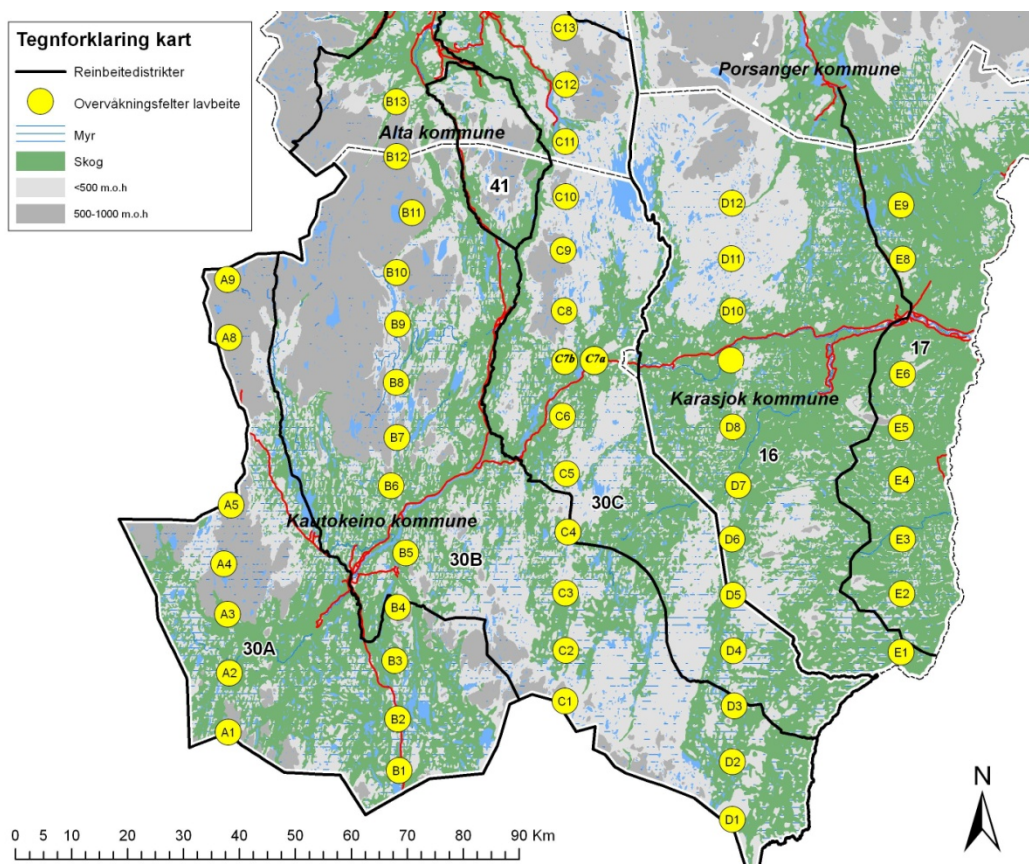 Tegnforklaring kart
Reinbeitedistrikter
Overvåkningsfelter lavbeite
Myr
Skog
<500 m.o.h
500-1000 m.o.h
C13
Porsanger kommune
C12
B13
Alta kommune
C11
B12
41
C10
D12
E9
B11
C9
D11
E8
A9
B10
C8
D10
B9
A8
17
C7b
C7a
E6
B8
Karasjok kommune
C6
D8
E5
B7
16
C5
E4
B6
D7
30C
A5
Kautokeino kommune
C4
D6
E3
B5
30B
A4
C3
D5
E2
B4
A3
30A
C2
D4
E1
B3
A2
C1
D3
B2
A1
D2
B1
N
D1
0 5 10 20 30 40 50 60 70 80 90 Km